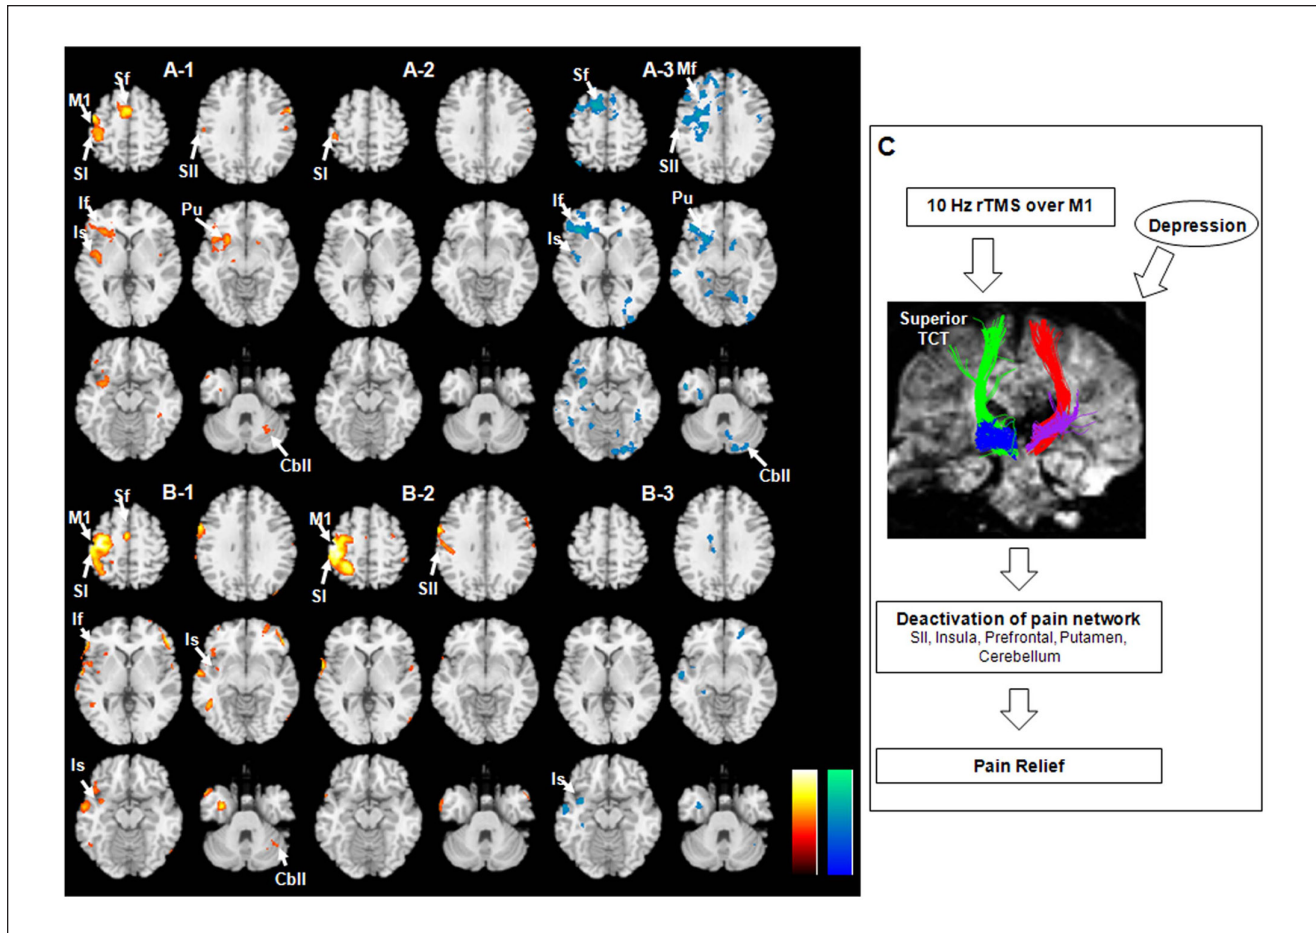 A-1
Sf
M1
SI
SII
A-2
SI
A-3
Sf
Mf
SII
If
Is
Pu
If
Is
Pu
CbII
CbII
B-1
Sf
M1
SI
B-2
M1
SI
SII
B-3
If
Is
Is
CbII
Is
C
10 Hz rTMS over M1
Depression
Superior
TCT
Deactivation of pain network
SII, Insula, Prefrontal, Putamen,
Cerebellum
Pain Relief